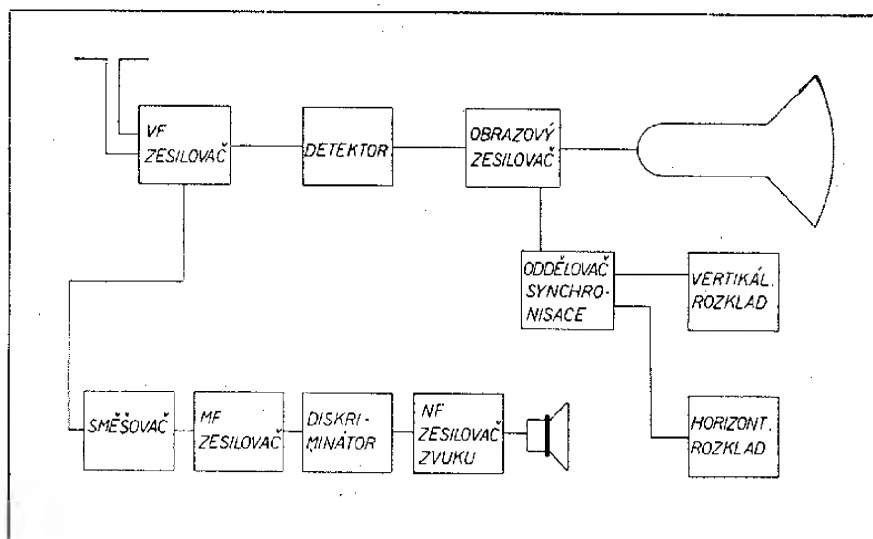 VF
ZESILOVAČ
DETEKTOR
OBRAZOVÝ
ZESILOVAČ
ODDĚLOVAČ
SYNCHRO-
NISACE
VERTIKÁL.
ROZKLAD
SMĚŠOVAČ
MF
ZESILOVAČ
DISKRI-
MINÁTOR
NF
ZESILOVAČ
ZVUKU
HORIZONT.
ROZKLAD